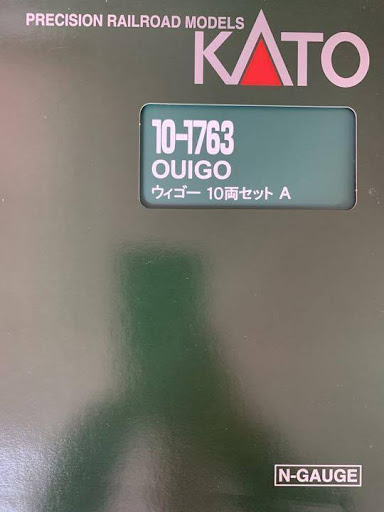 PRECISION RAILROAD MODELS
KATO
10-1763
OUIGO
ウィゴー 10両セット A
N-GAUGE